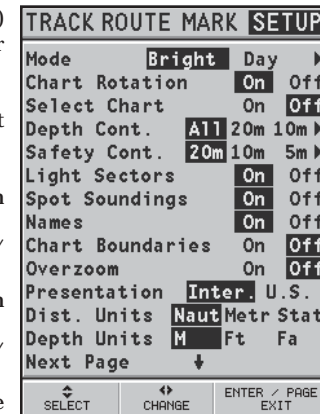 TRACK ROUTE MARK SETUP
Mode Bright Day
Chart Rotation On Off
Select Chart On Off
Depth Cont. All 20m 10m
Safety Cont. 20m 10m 5m
Light Sectors On Off
Spot Soundings On Off
Names On Off
Chart Boundaries On Off
Overzoom On Off
Presentation Inter. U.S.
Dist. Units Naut Metr Stat
Depth Units M Ft Fa
Next Page
SELECT CHANGE ENTER / PAGE
EXIT